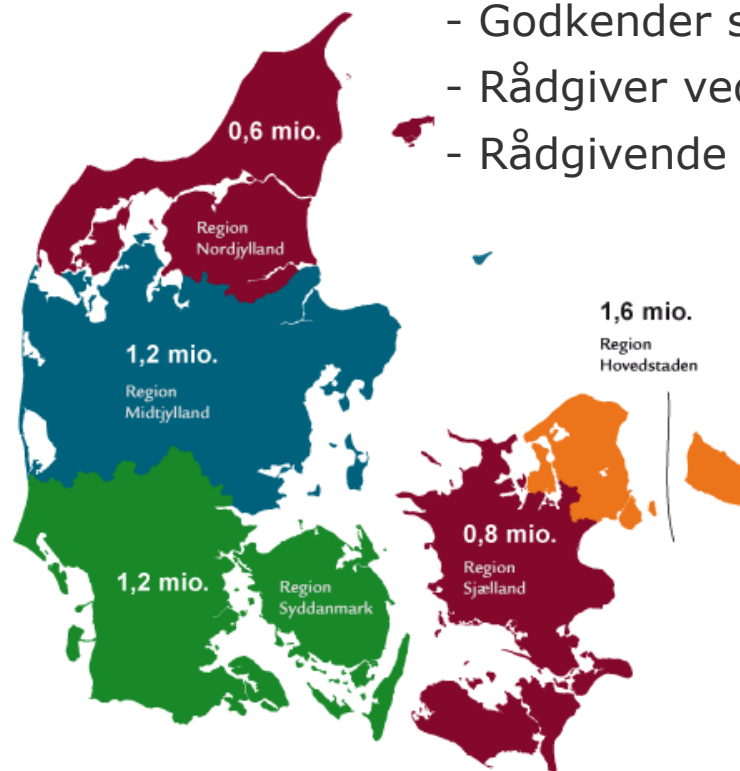 - Godkender
- Rådgiver
- Rådgivende
0,6 mio.
Region
Nordjylland
1,6 mio.
Region
Hovedstaden
1,2 mio.
Region
Midtjylland
0,8 mio.
Region
Sjælland
1,2 mio.
Region
Syddanmark